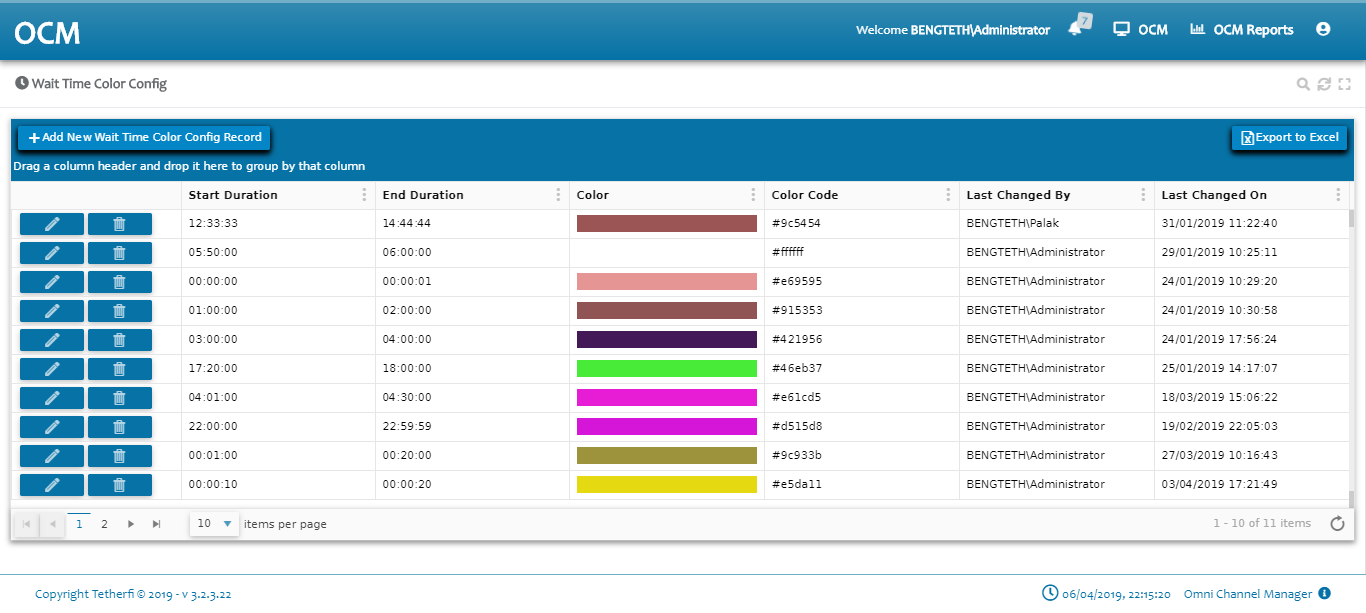 OCM
Welcome BENGTETH\Administrator 7 OCM OCM Reports
Wait Time Color Config
Add New Wait Time Color Config Record Export to Excel
Drag a column header and drop it here to group by that column
Start Duration End Duration Color Color Code Last Changed By Last Changed On
12:33:33 14:44:44 #9c5454 BENGTETH\Palak 31/01/2019 11:22:40
05:50:00 06:00:00 #ffffff BENGTETH\Administrator 29/01/2019 10:25:11
00:00:00 00:00:01 #e69595 BENGTETH\Administrator 24/01/2019 10:29:20
01:00:00 02:00:00 #915353 BENGTETH\Administrator 24/01/2019 10:30:58
03:00:00 04:00:00 #421956 BENGTETH\Administrator 24/01/2019 17:56:24
17:20:00 18:00:00 #46eb37 BENGTETH\Administrator 25/01/2019 14:17:07
04:01:00 04:30:00 #e61cd5 BENGTETH\Administrator 18/03/2019 15:06:22
22:00:00 22:59:59 #d515d8 BENGTETH\Administrator 19/02/2019 22:05:03
00:01:00 00:20:00 #9c933b BENGTETH\Administrator 27/03/2019 10:16:43
00:00:10 00:00:20 #e5da11 BENGTETH\Administrator 03/04/2019 17:21:49
1 2 10 items per page 1 - 10 of 11 items
Copyright Tetherfi © 2019 - v 3.2.3.22 06/04/2019, 22:15:20 Omni Channel Manager